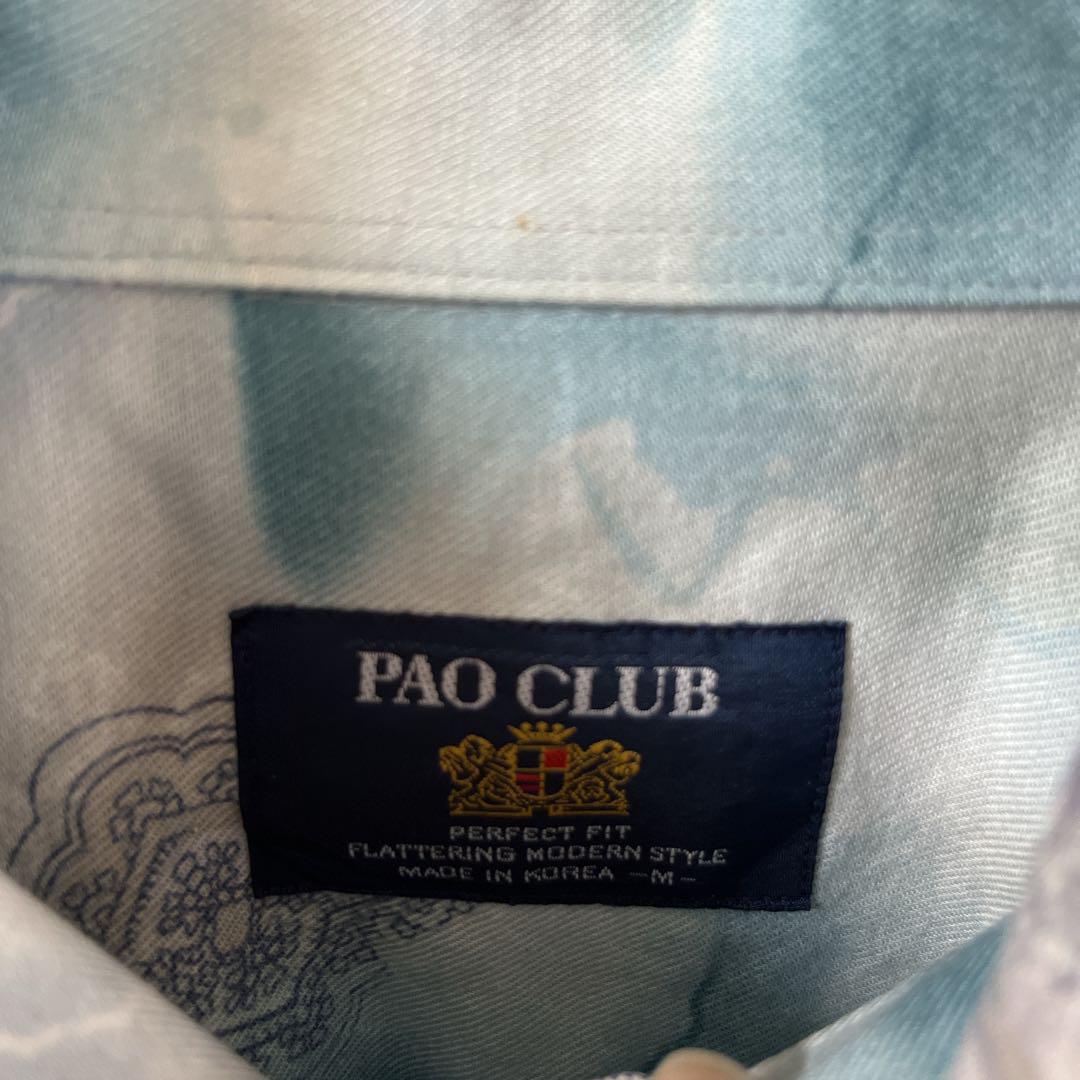 PAO CLUB
PERFECT FIT
FLATTERING MODERN STYLE
MADE IN KOREA -M-